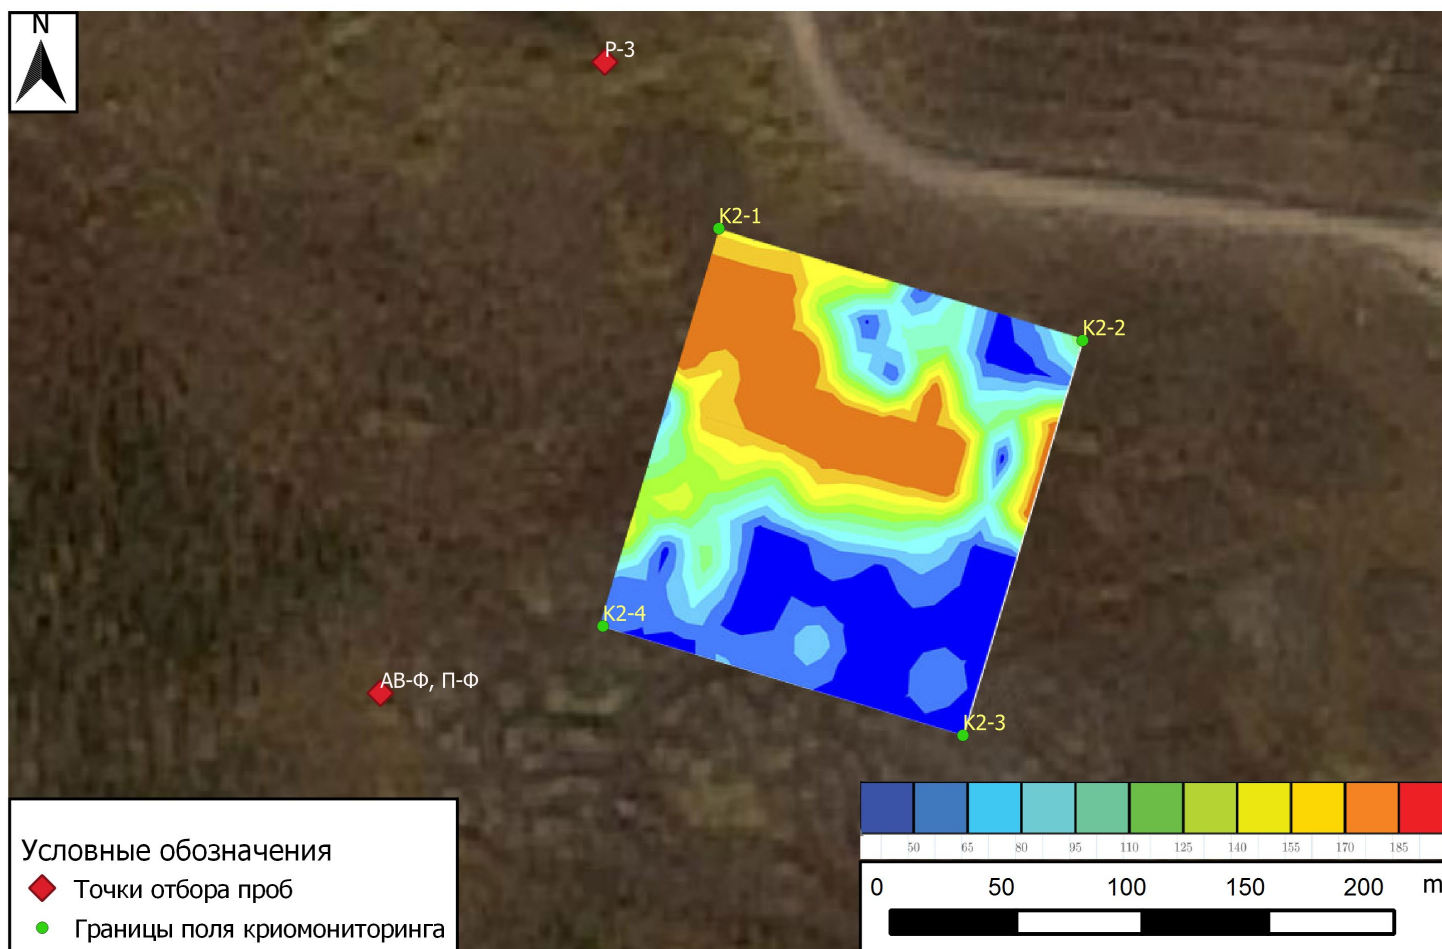 N
P-3
K2-1
K2-2
K2-4
АВ-Ф, П-Ф
K2-3
Условные обозначения
Точки отбора проб
Границы поля криомониторинга
50 65 80 95 110 125 140 155 170 185
0 50 100 150 200 m